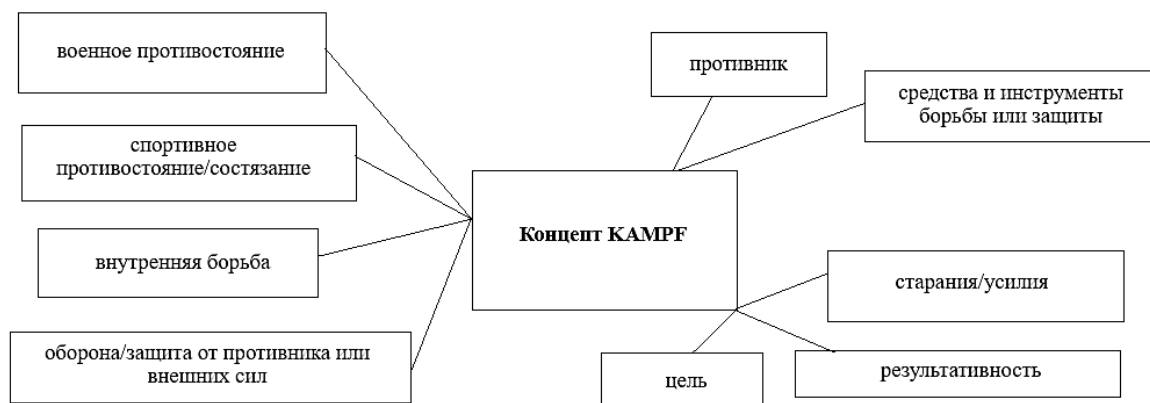 военное противостояние
спортивное
противостояние/состязание
внутренняя борьба
оборона/защита от противника или
внешних сил
Концепт KAMPF
противник
средства и инструменты
борьбы или защиты
старания/усилия
результативность
цель